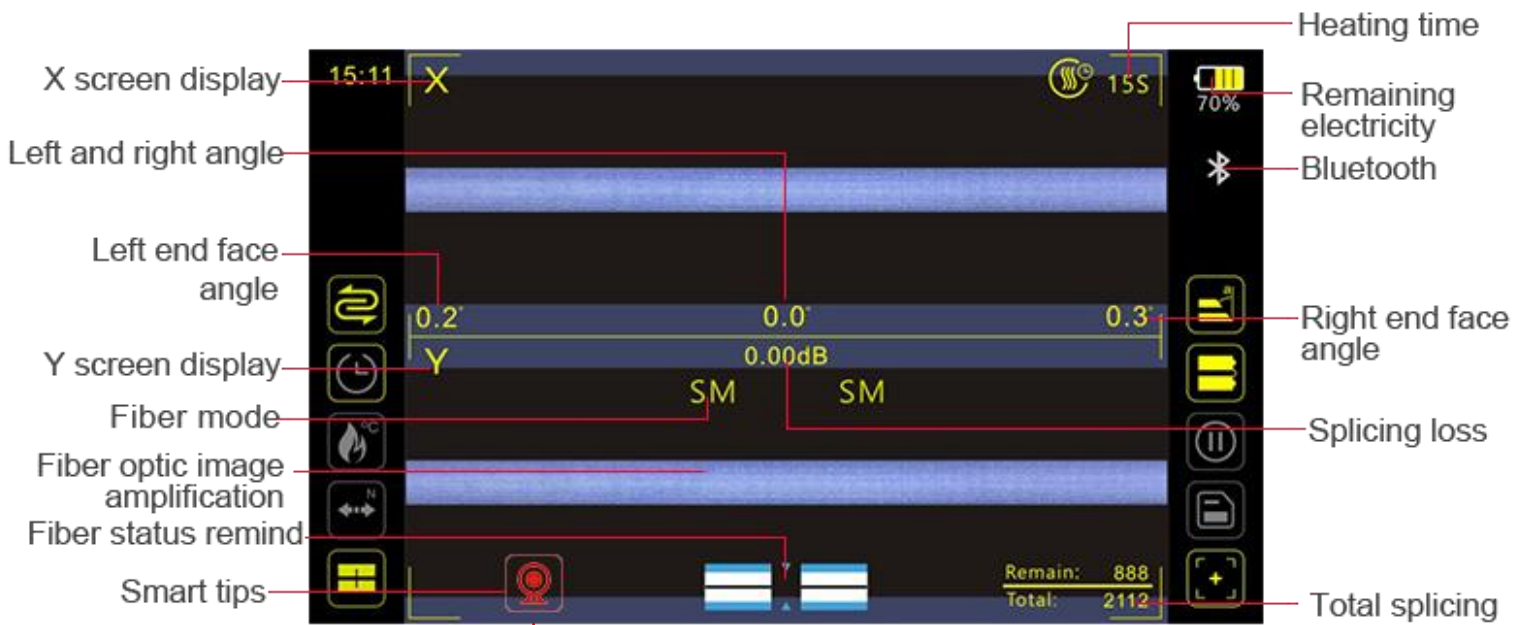 Heating time
X screen display
15:11
X
15S
70%
Remaining
electricity
Left and right angle
Bluetooth
Left end face
angle
0.2°
0.0°
0.3°
a
Right end face
angle
Y screen display
Y
0.00dB
SM
SM
Fiber mode
°C
Splicing loss
Fiber optic image
amplification
N
Fiber status remind
Smart tips
Remain: 888
Total: 2112
Total splicing